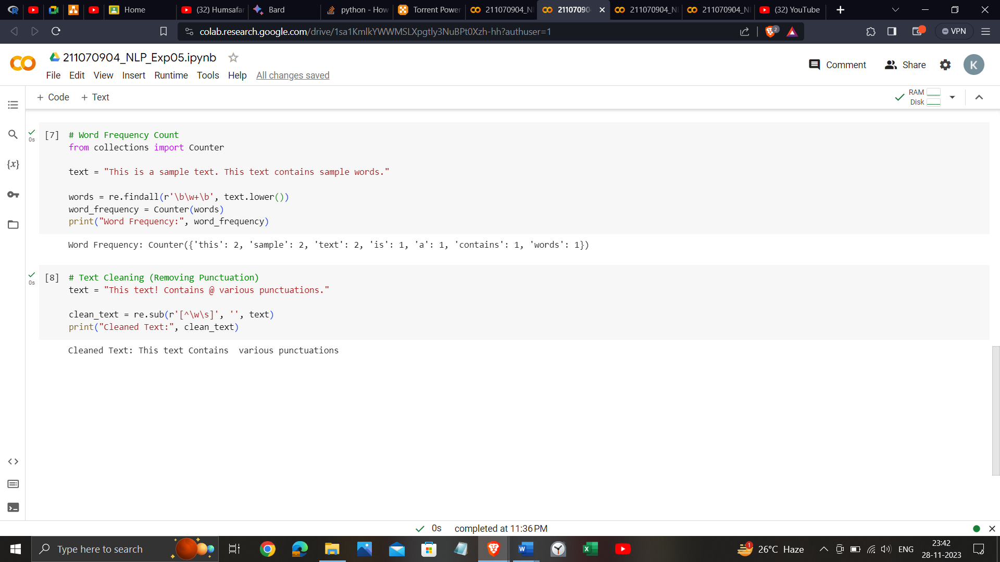 Home
(32) Humsafar
Bard
python - How
Torrent Power
211070904_NL
21107090
211070904_NL
211070904_NL
(32) YouTube
colab.research.google.com/drive/1sa1KmlkYWWMSLXpgtly3NuBPt0Xzh-hh?authuser=1
2
VPN
211070904_NLP_Exp05.ipynb
Comment
Share
K
File Edit View Insert Runtime Tools Help All changes saved
+ Code + Text
RAM
Disk
[7] # Word Frequency Count
0s
from collections import Counter
{x}
text = "This is a sample text. This text contains sample words."
words = re.findall(r'\b\w+\b', text.lower())
word_frequency = Counter(words)
print("Word Frequency:", word_frequency)
Word Frequency: Counter({'this': 2, 'sample': 2, 'text': 2, 'is': 1, 'a': 1, 'contains': 1, 'words': 1})
[8] # Text Cleaning (Removing Punctuation)
0s
text = "This text! Contains @ various punctuations."
clean_text = re.sub(r'[^\w\s]', '', text)
print("Cleaned Text:", clean_text)
Cleaned Text: This text Contains  various punctuations
0s completed at 11:36 PM
Type here to search
1
26°C Haze
ENG
23:42
28-11-2023